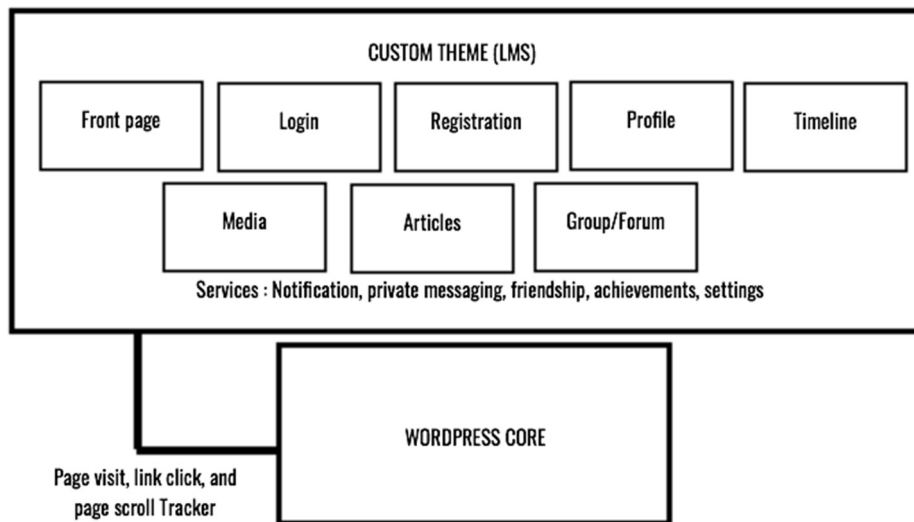 CUSTOM THEME (LMS)
Front page
Login
Registration
Profile
Timeline
Media
Articles
Group/Forum
Services : Notification, private messaging, friendship, achievements, settings
WORDPRESS CORE
Page visit, link click, and
page scroll Tracker